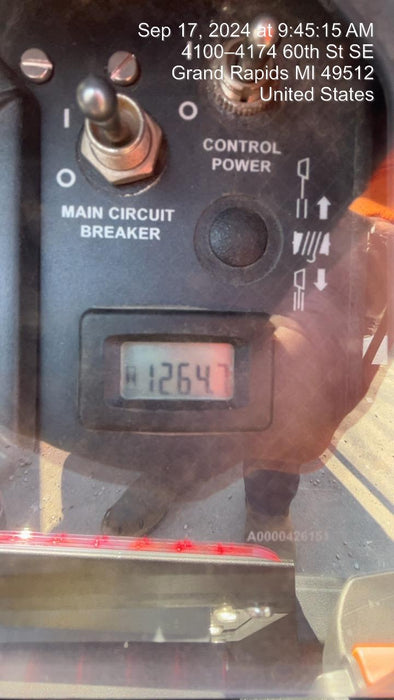 Sep 17, 2024 at 9:45:15 AM
4100–4174 60th St SE
Grand Rapids MI 49512
United States
I
O
O
CONTROL
POWER
MAIN CIRCUIT
BREAKER
1264.7
A0000426151